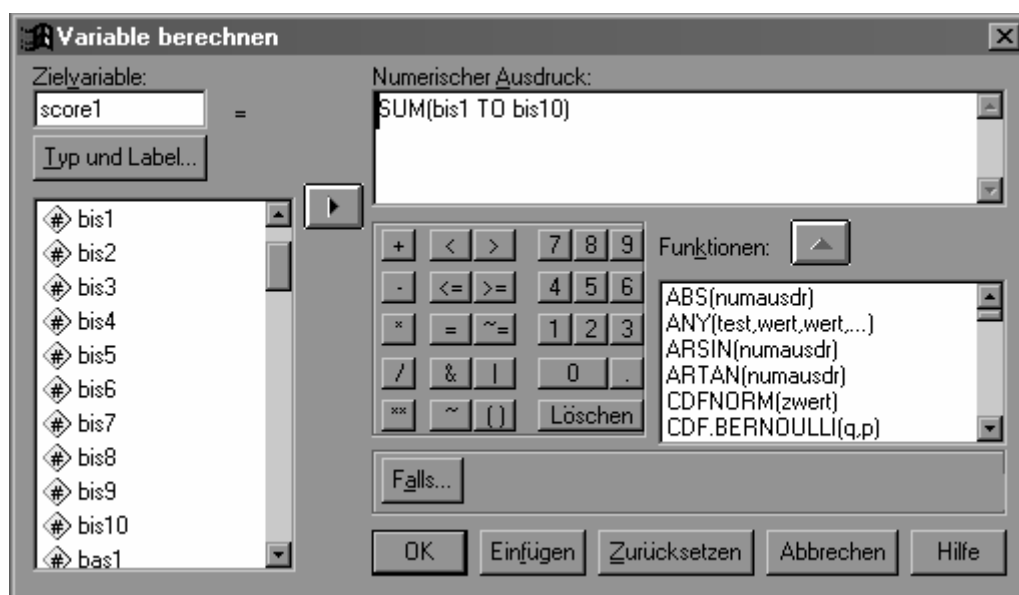 Variable berechnen
Zielvariable:
score1
=
Typ und Label...
Numerischer Ausdruck:
SUM(bis1 TO bis10)
bis1
bis2
bis3
bis4
bis5
bis6
bis7
bis8
bis9
bis10
bas1
+ < > 7 8 9
- <= >= 4 5 6
* = ~= 1 2 3
/ & | 0 .
** ~ () Löschen
Funktionen:
ABS(numausdr)
ANY(test,wert,wert,...)
ARSIN(numausdr)
ARTAN(numausdr)
CDFNORM(zwert)
CDF.BERNOULLI(q,p)
Falls...
OK Einfügen Zurücksetzen Abbrechen Hilfe